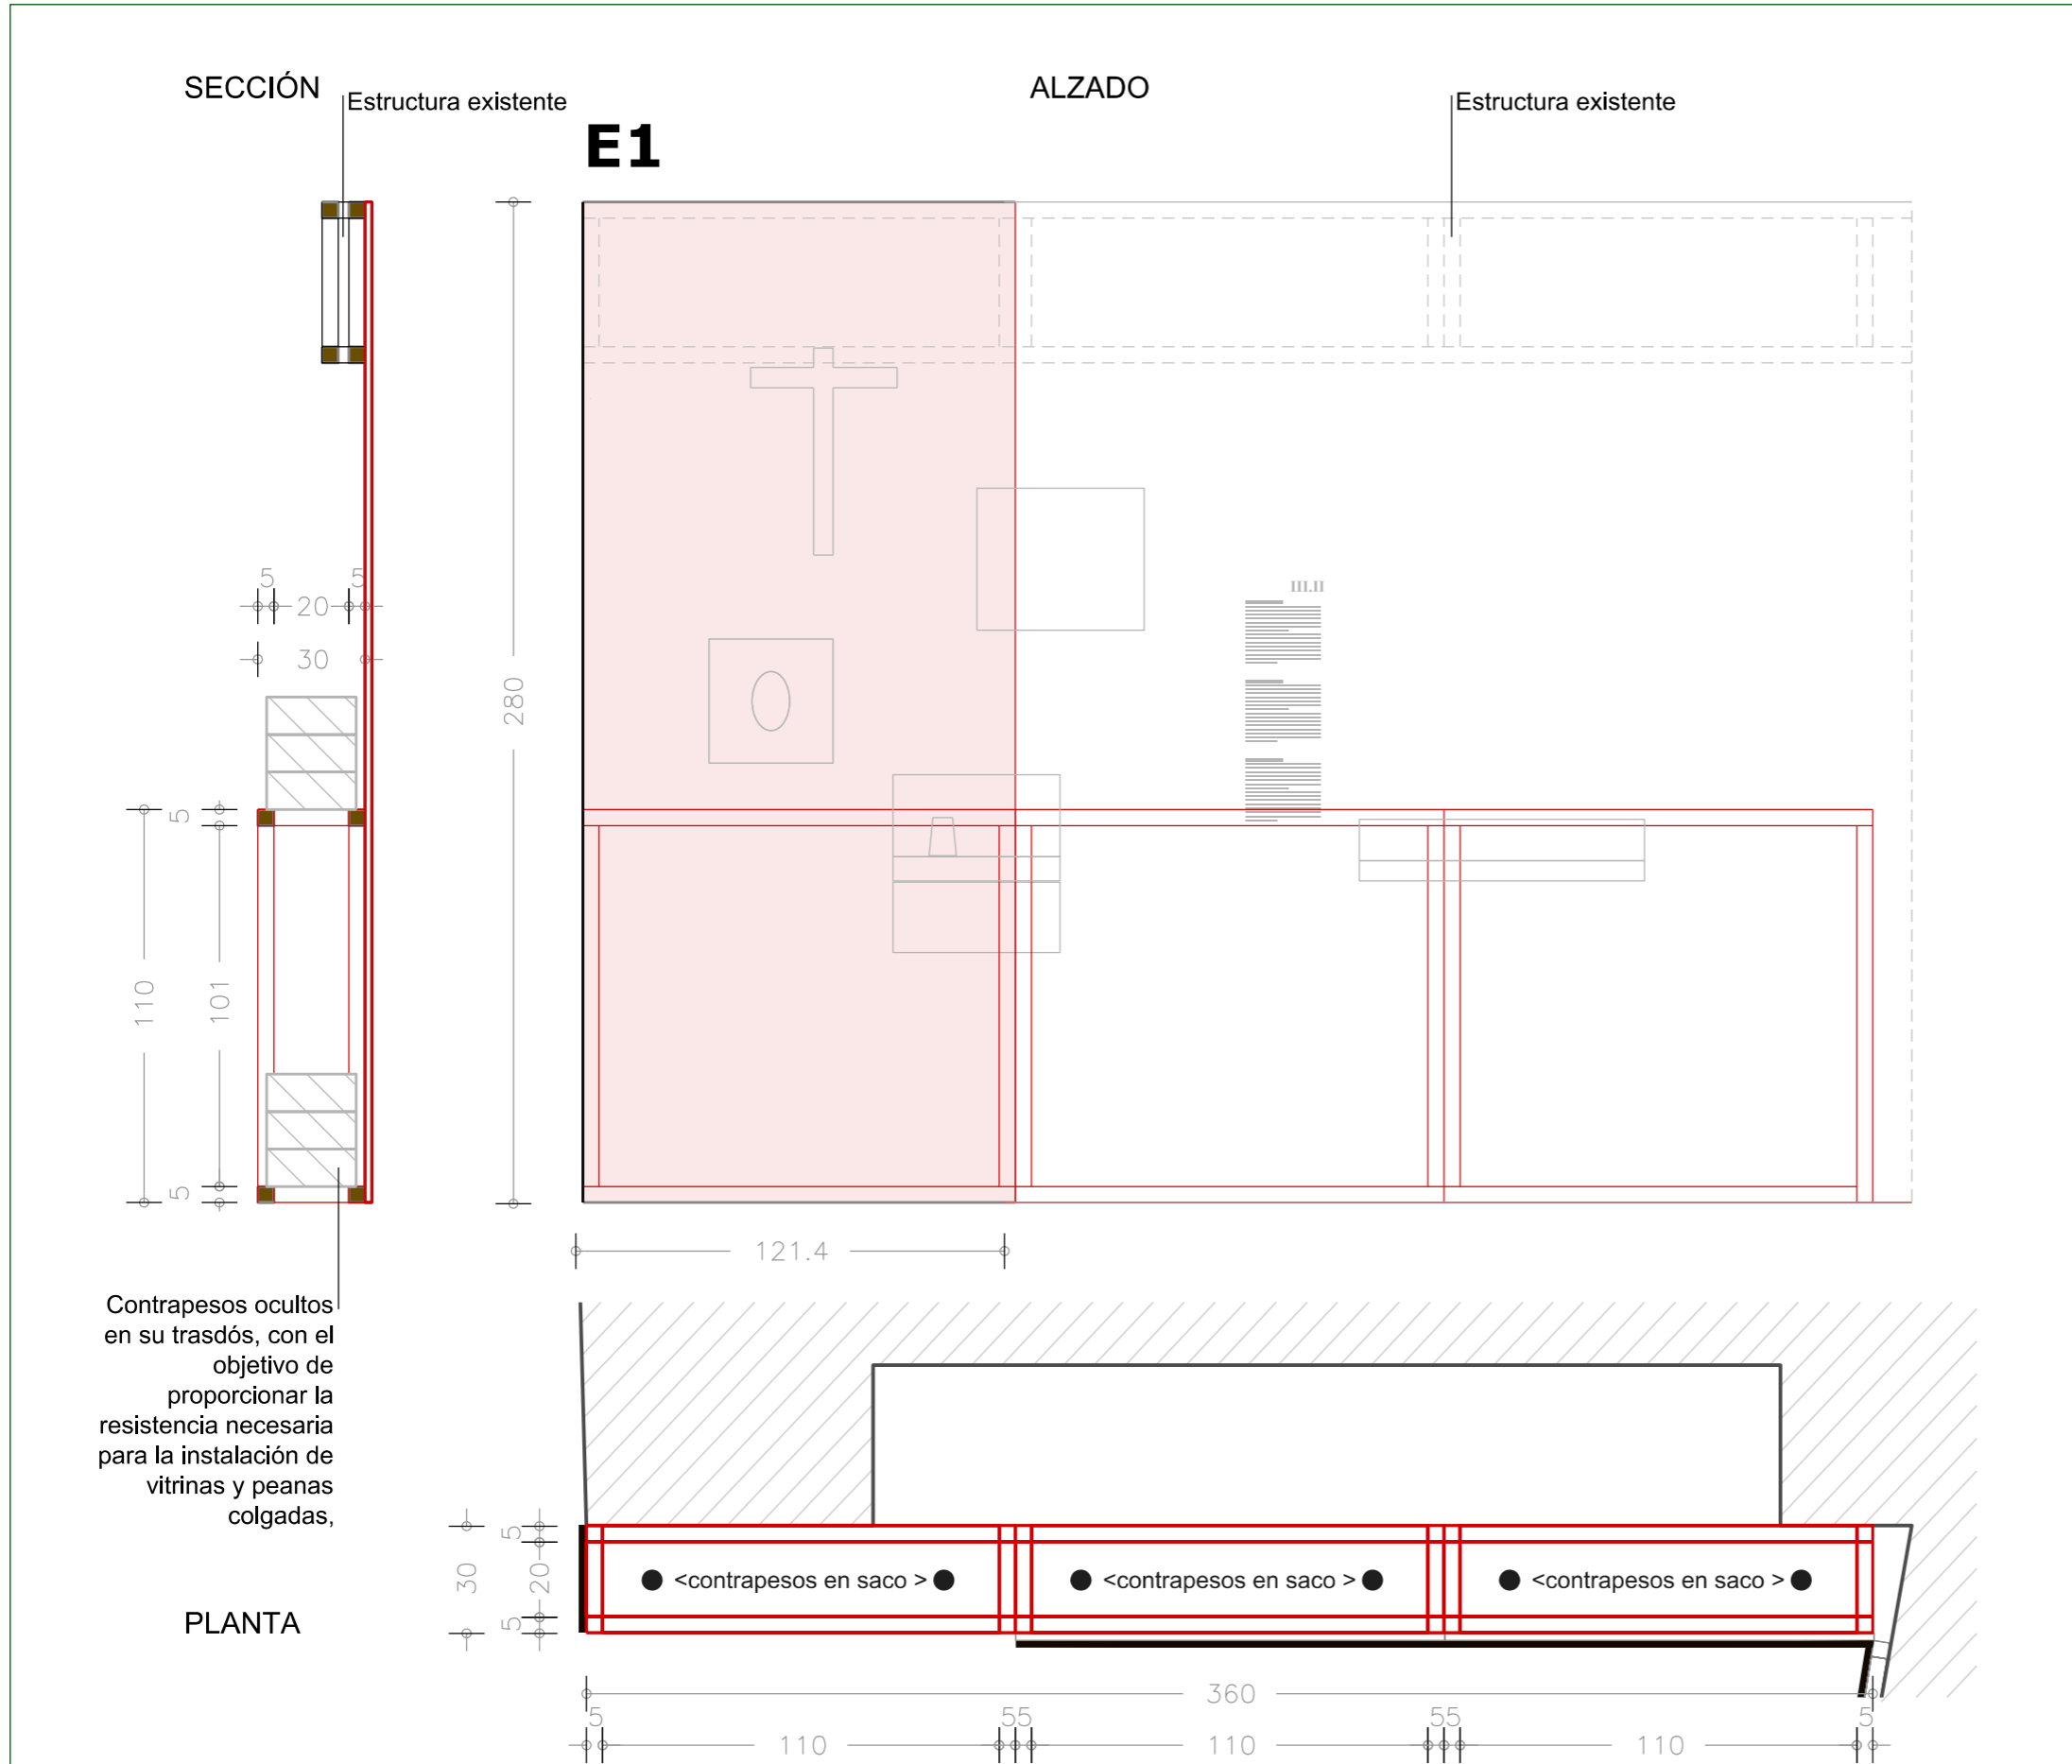 SECCIÓN
Estructura existente
ALZADO
Estructura existente
E1
5
5
20
30
280
III.II
5
110
101
5
121.4
Contrapesos ocultos
en su trasdós, con el
objetivo de
proporcionar la
resistencia necesaria
para la instalación de
vitrinas y peanas
colgadas,
30
5
20
5
<contrapesos en saco >
<contrapesos en saco >
<contrapesos en saco >
PLANTA
360
5
55
55
5
110
110
110